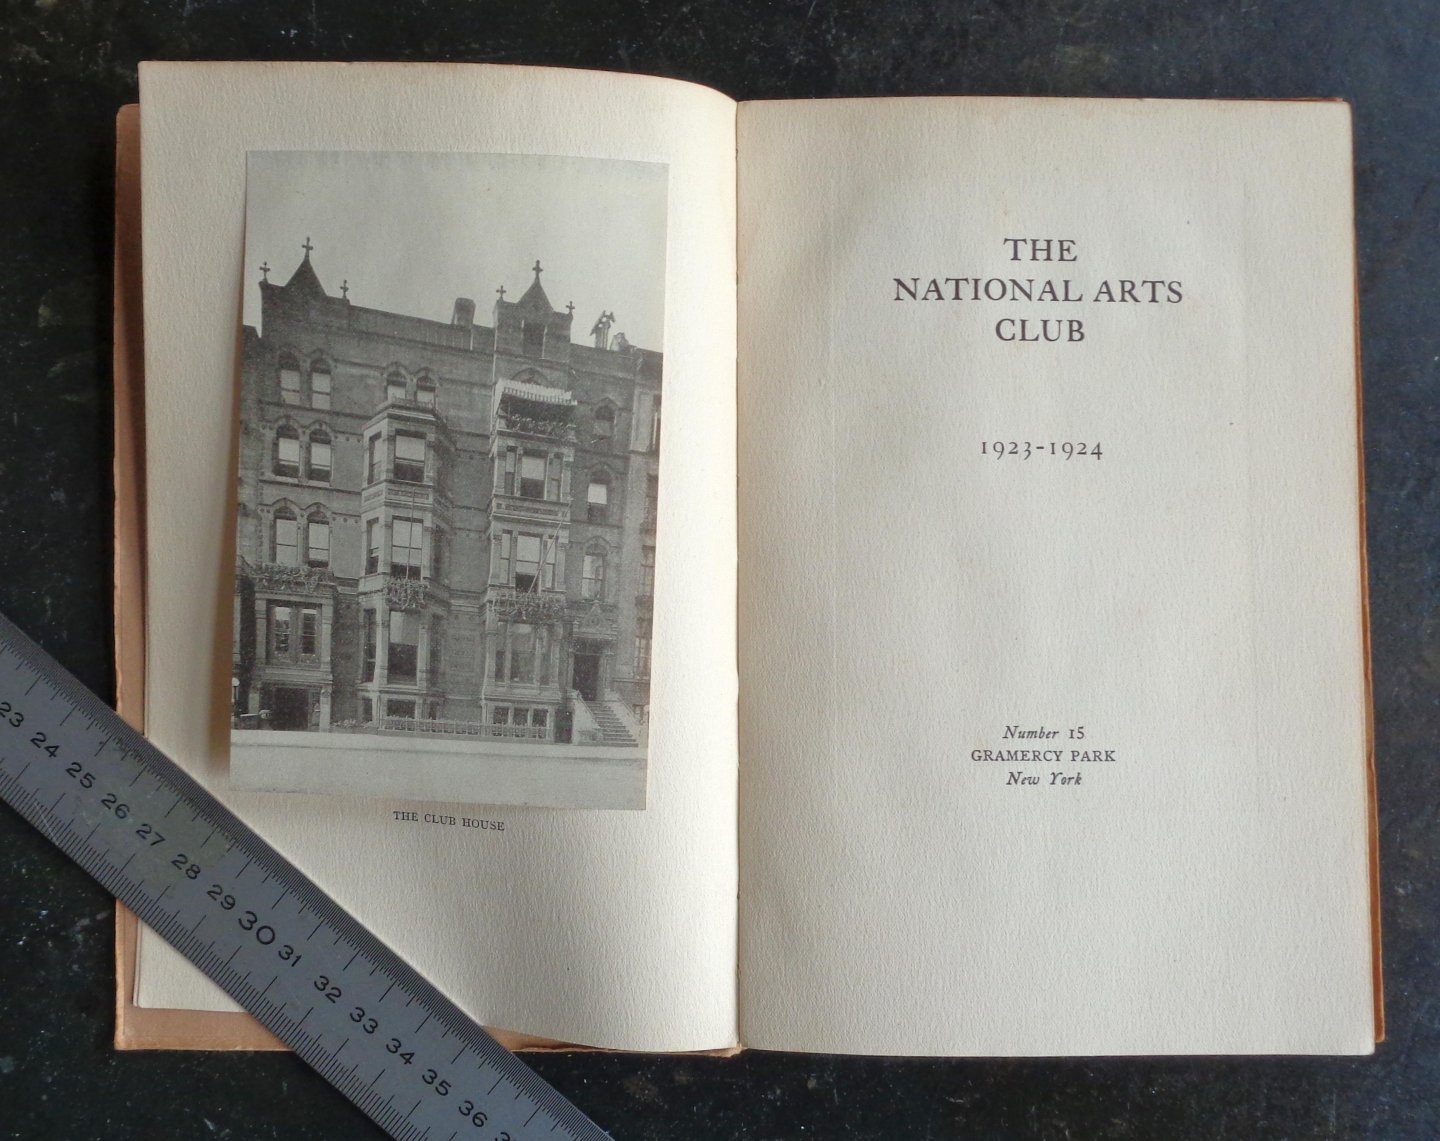 THE CLUB HOUSE
THE
NATIONAL ARTS
CLUB
1923-1924
Number 15
GRAMERCY PARK
New York
23 24 25 26 27 28 29 30 31 32 33 34 35 36